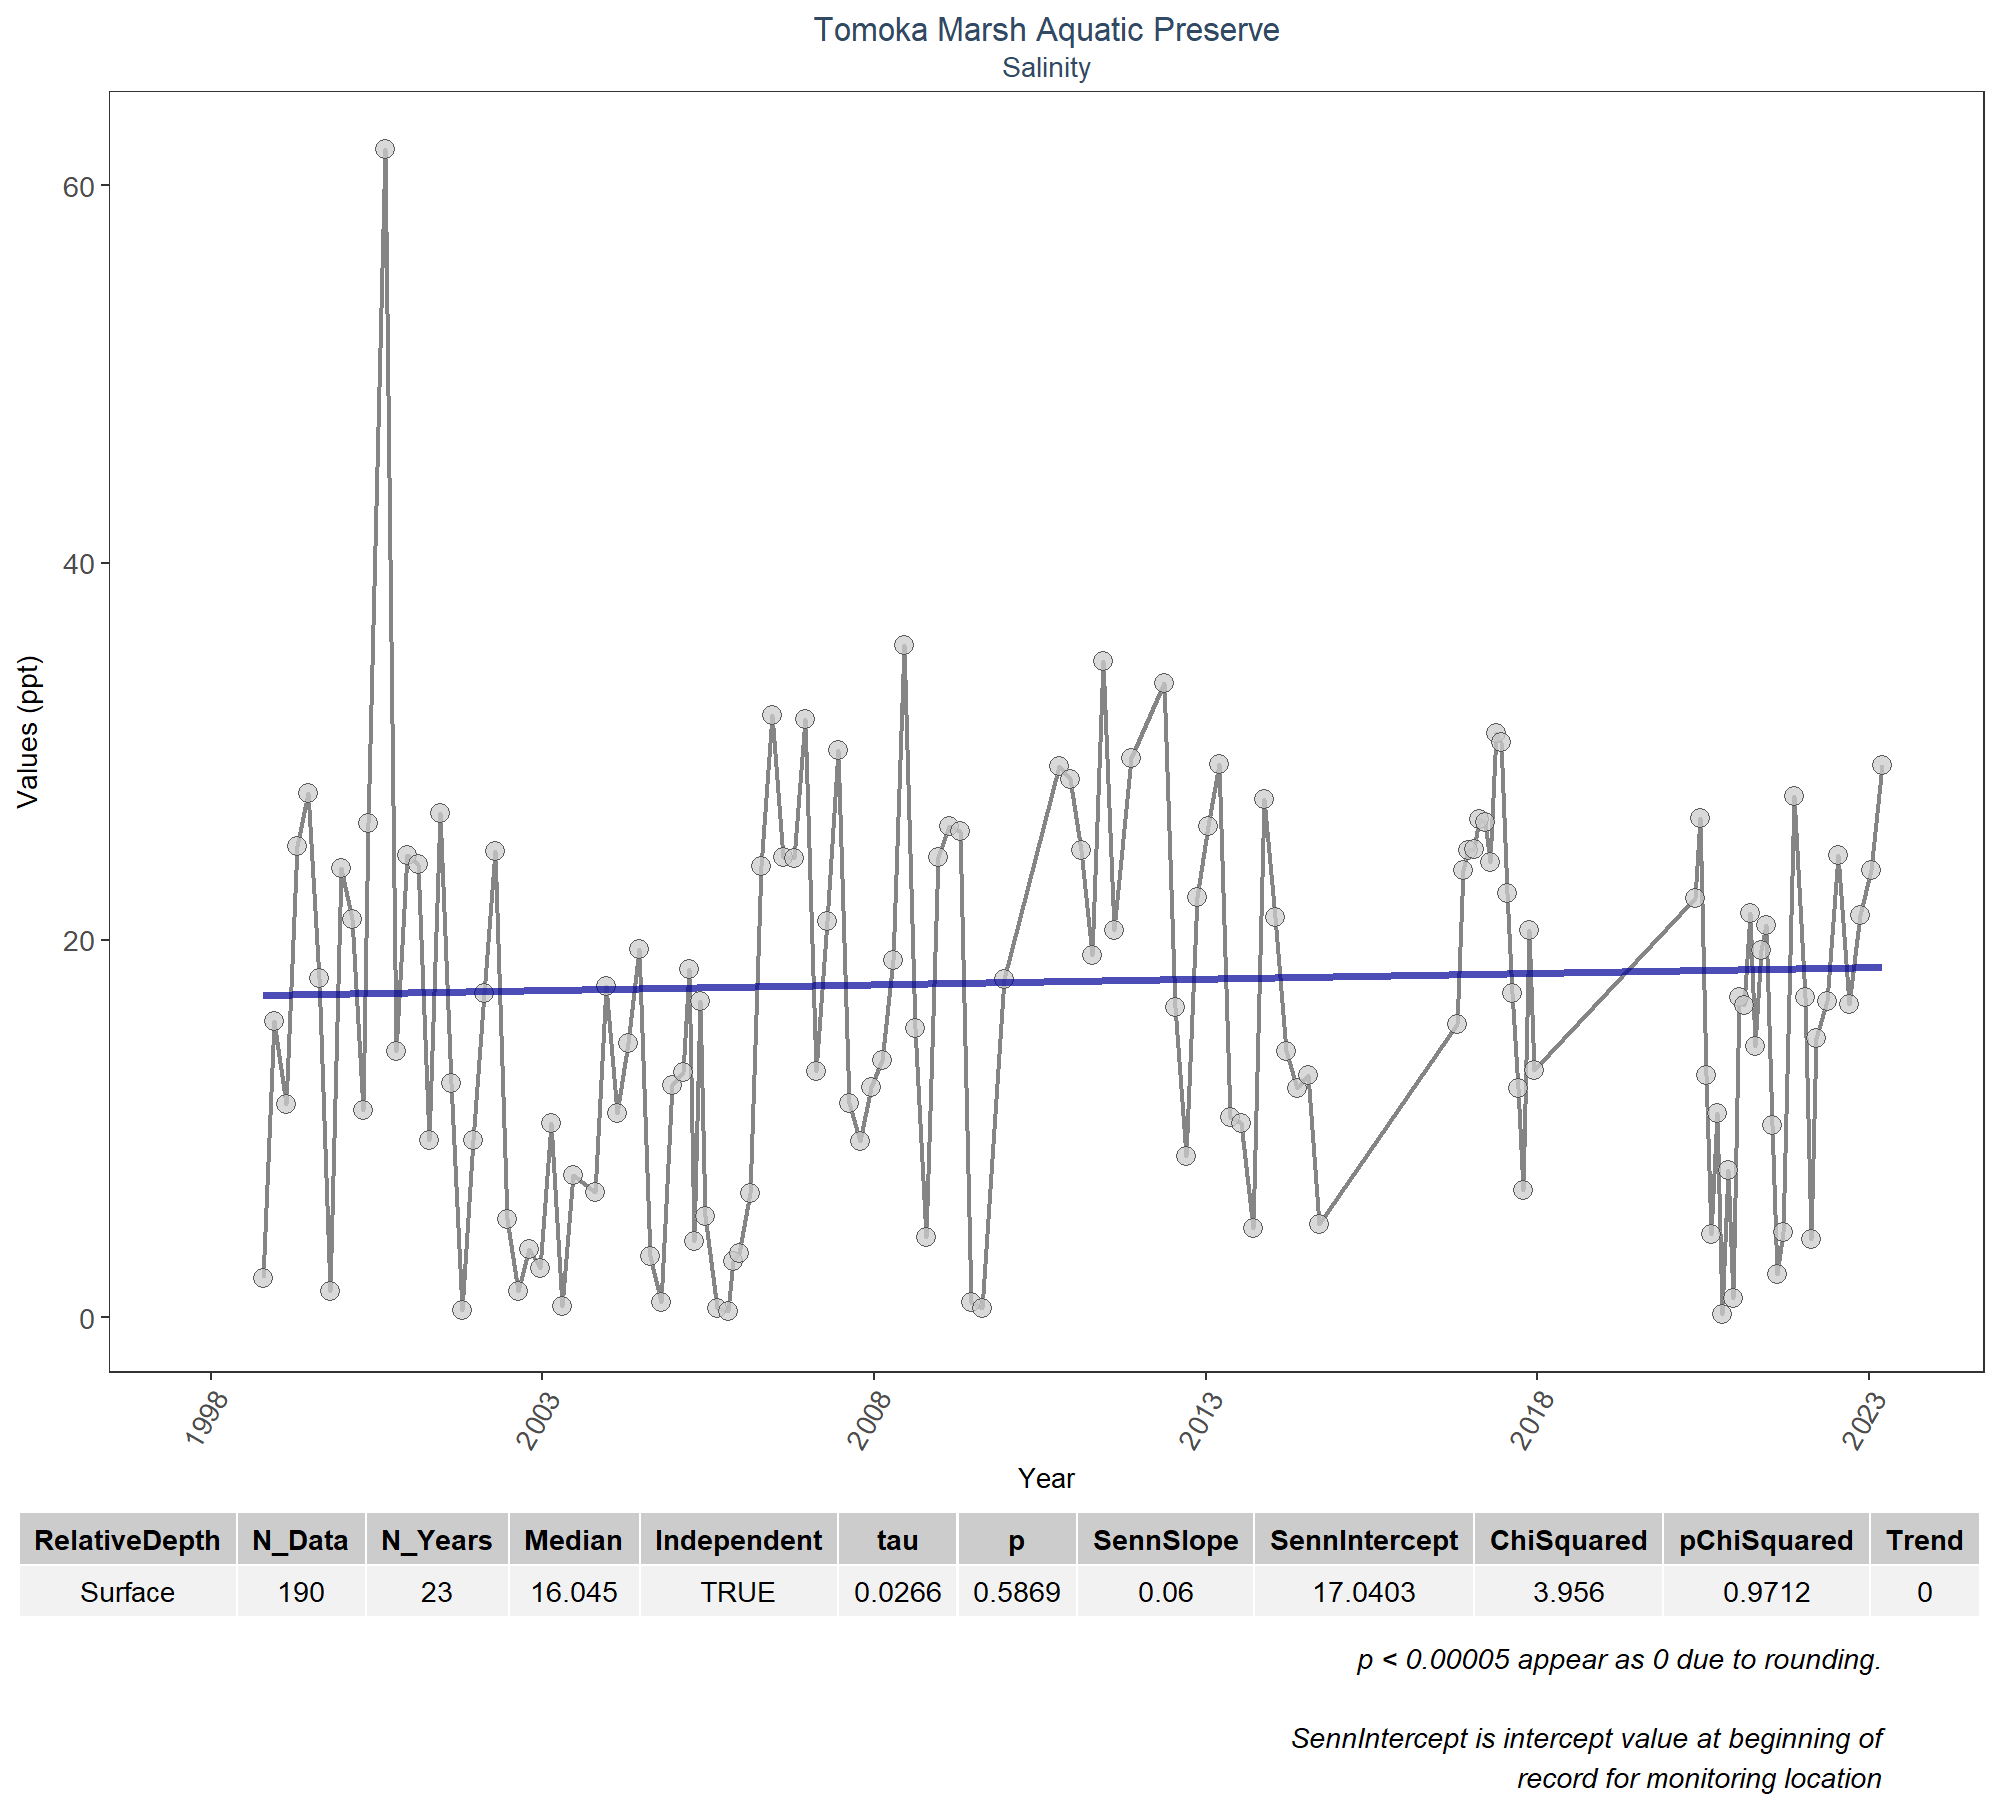 Tomoka Marsh Aquatic Preserve
Salinity
60
40
20
0
Values (ppt)
1998
2003
2008
2013
2018
2023
Year
RelativeDepth N_Data N_Years Median Independent tau p SennSlope SennIntercept ChiSquared pChiSquared Trend
Surface 190 23 16.045 TRUE 0.0266 0.5869 0.06 17.0403 3.956 0.9712 0
p < 0.00005 appear as 0 due to rounding.
SennIntercept is intercept value at beginning of
record for monitoring location